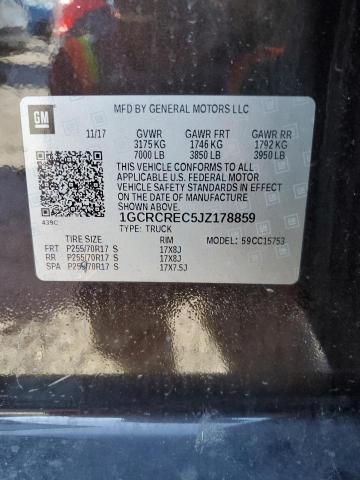 GM
MFD BY GENERAL MOTORS LLC
11/17 GVWR GAWR FRT GAWR RR
3175 KG 1746 KG 1792 KG
7000 LB 3850 LB 3950 LB
THIS VEHICLE CONFORMS TO ALL
APPLICABLE U.S. FEDERAL MOTOR
VEHICLE SAFETY STANDARDS IN
EFFECT ON THE DATE OF
MANUFACTURE SHOWN ABOVE.
439C 1GCRCREC5JZ178859
TYPE: TRUCK
TIRE SIZE RIM MODEL: 59CC15753
FRT P255/70R17 S 17X8J
RR P255/70R17 S 17X8J
SPA P255/70R17 S 17X7.5J